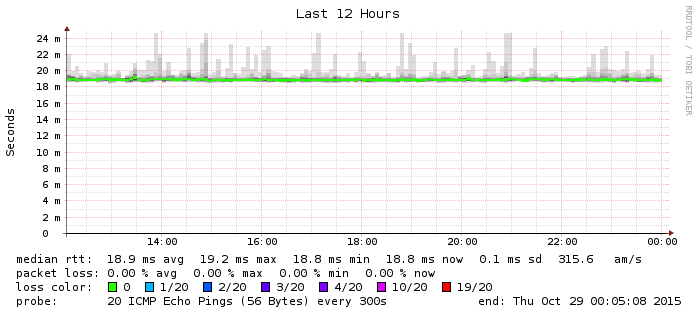 Last 12 Hours
RRDTOOL / TOBI OETIKER
Seconds
24 m
22 m
20 m
18 m
16 m
14 m
12 m
10 m
8 m
6 m
4 m
2 m
0
14:00 16:00 18:00 20:00 22:00 00:00
median rtt: 18.9 ms avg 19.2 ms max 18.8 ms min 18.8 ms now 0.1 ms sd 315.6 am/s
packet loss: 0.00 % avg 0.00 % max 0.00 % min 0.00 % now
loss color: 0 1/20 2/20 3/20 4/20 10/20 19/20
probe: 20 ICMP Echo Pings (56 Bytes) every 300s end: Thu Oct 29 00:05:08 2015